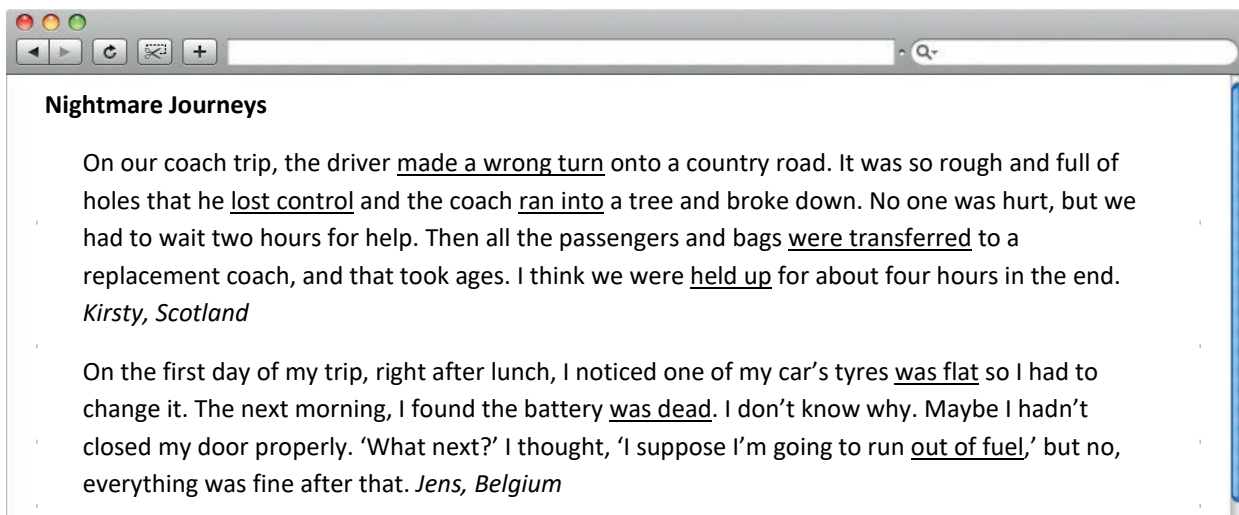 Nightmare Journeys
On our coach trip, the driver made a wrong turn onto a country road. It was so rough and full of
holes that he lost control and the coach ran into a tree and broke down. No one was hurt, but we
had to wait two hours for help. Then all the passengers and bags were transferred to a
replacement coach, and that took ages. I think we were held up for about four hours in the end.
Kirsty, Scotland
On the first day of my trip, right after lunch, I noticed one of my car’s tyres was flat so I had to
change it. The next morning, I found the battery was dead. I don’t know why. Maybe I hadn’t
closed my door properly. ‘What next?’ I thought, ‘I suppose I’m going to run out of fuel,’ but no,
everything was fine after that. Jens, Belgium